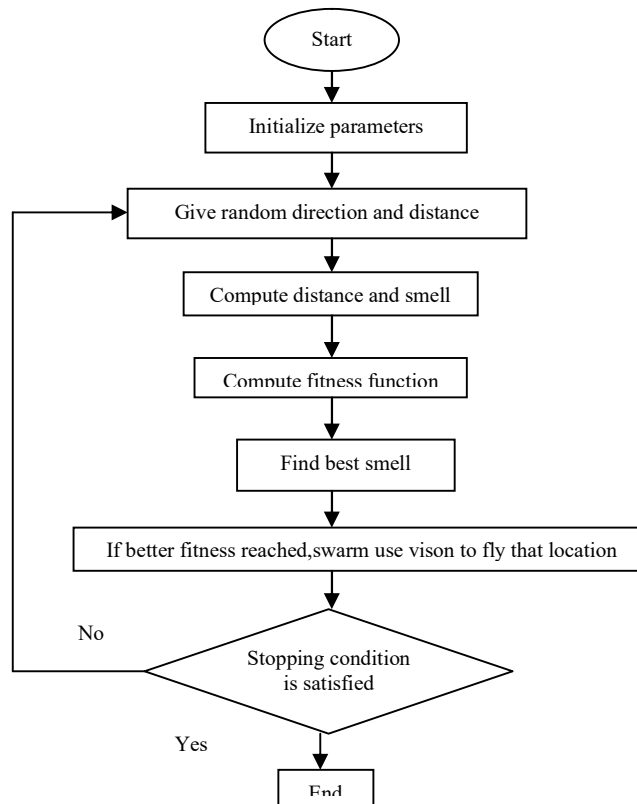 Start
Initialize parameters
Give random direction and distance
Compute distance and smell
Compute fitness function
Find best smell
If better fitness reached,swarm use vison to fly that location
No
Stopping condition
is satisfied
Yes
End